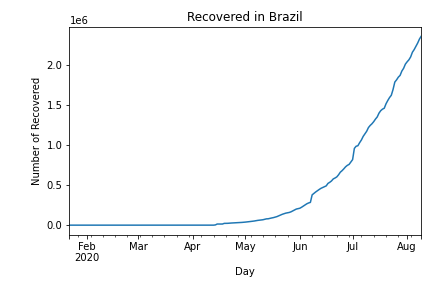 Recovered in Brazil
1e6
2.0
1.5
1.0
0.5
0.0
Number of Recovered
Feb Mar Apr May Jun Jul Aug
2020
Day